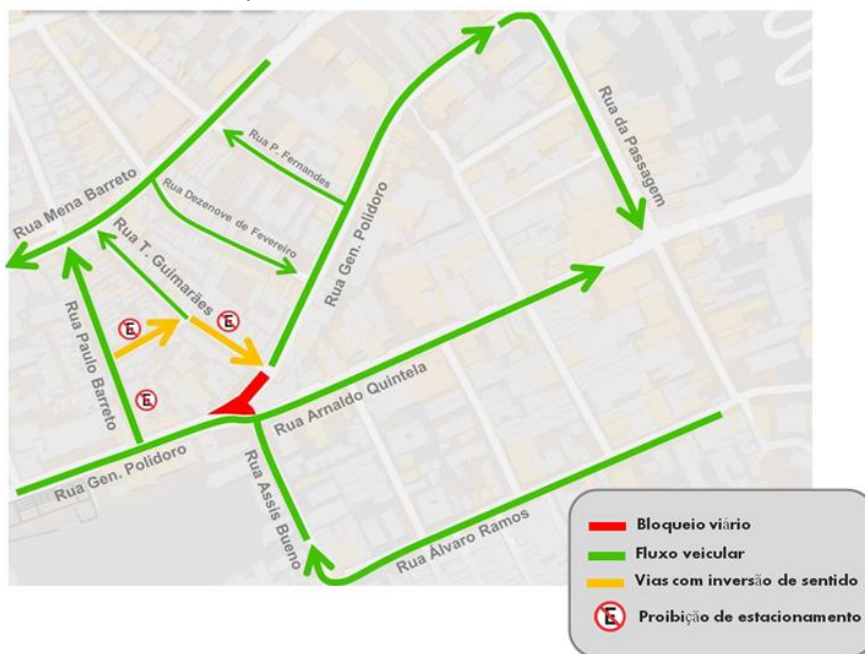 Rua da Passagem
Rua P. Fernandes
Rua Mena Barreto
Rua Dezenove de Fevereiro
Rua Gen. Polidoro
Rua T. Guimarães
E
E
Rua Paulo Barreto
E
Rua Arnaldo Quintela
Rua Gen. Polidoro
Rua Assis Bueno
Rua Álvaro Ramos
Bloqueio viário
Fluxo veicular
Vias com inversão de sentido
E Proibição de estacionamento